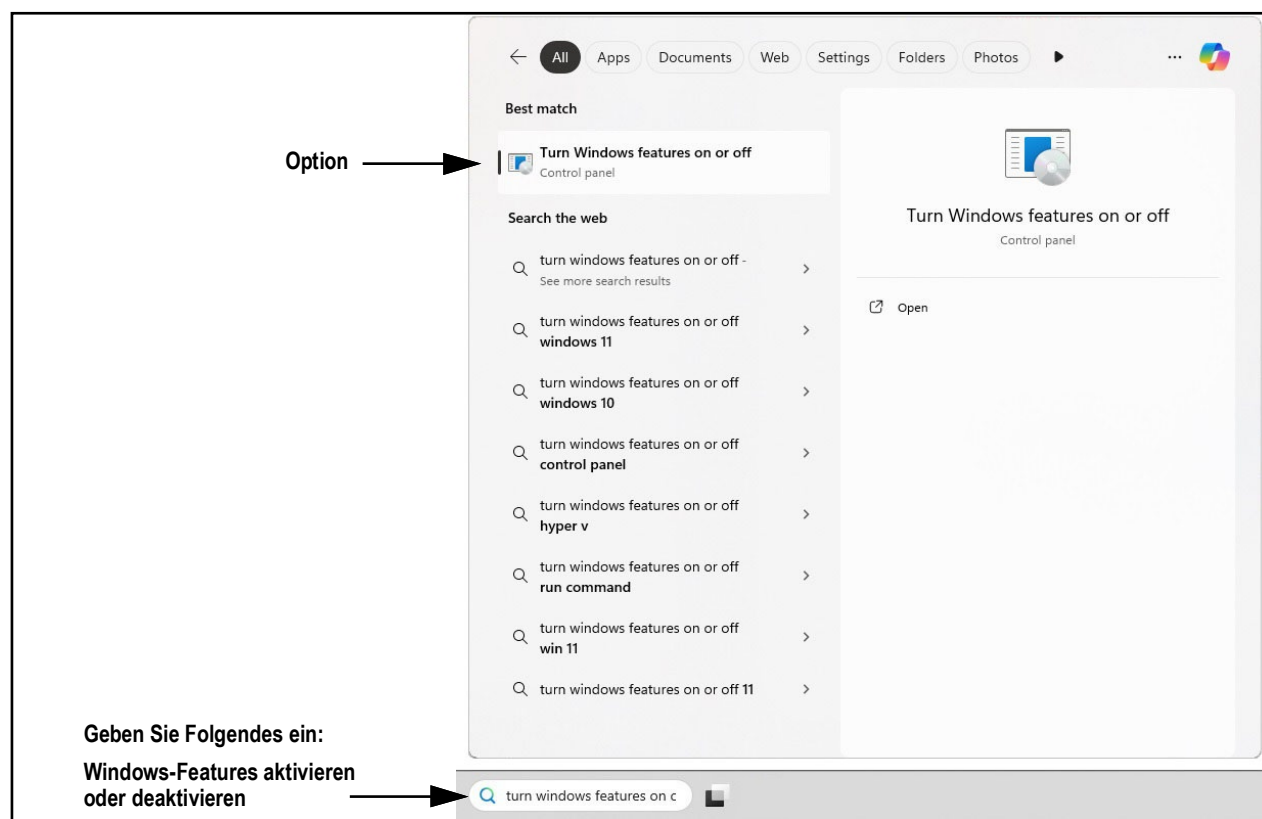 All Apps Documents Web Settings Folders Photos
Best match
Option
Turn Windows features on or off
Control panel
Search the web
turn windows features on or off -
See more search results
turn windows features on or off
windows 11
turn windows features on or off
windows 10
turn windows features on or off
control panel
turn windows features on or off
hyper v
turn windows features on or off
run command
turn windows features on or off
win 11
turn windows features on or off 11
Turn Windows features on or off
Control panel
Open
Geben Sie Folgendes ein:
Windows-Features aktivieren
oder deaktivieren
turn windows features on c